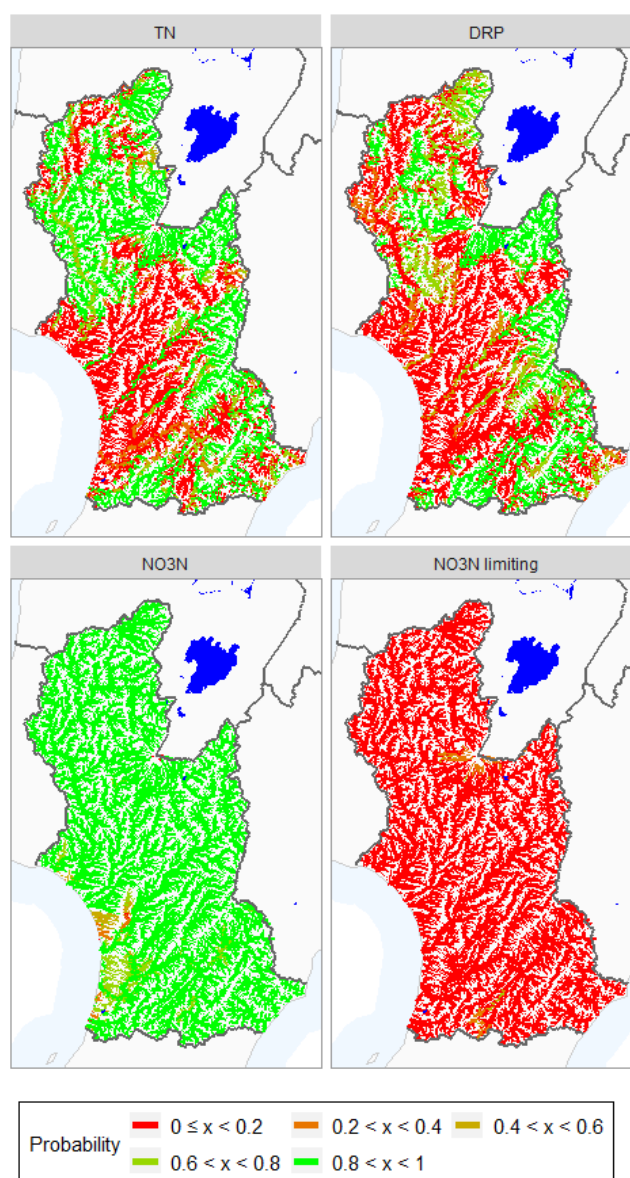 TN
DRP
NO3N
NO3N limiting
Probability
0 ≤ x < 0.2
0.2 < x < 0.4
0.4 < x < 0.6
0.6 < x < 0.8
0.8 < x < 1